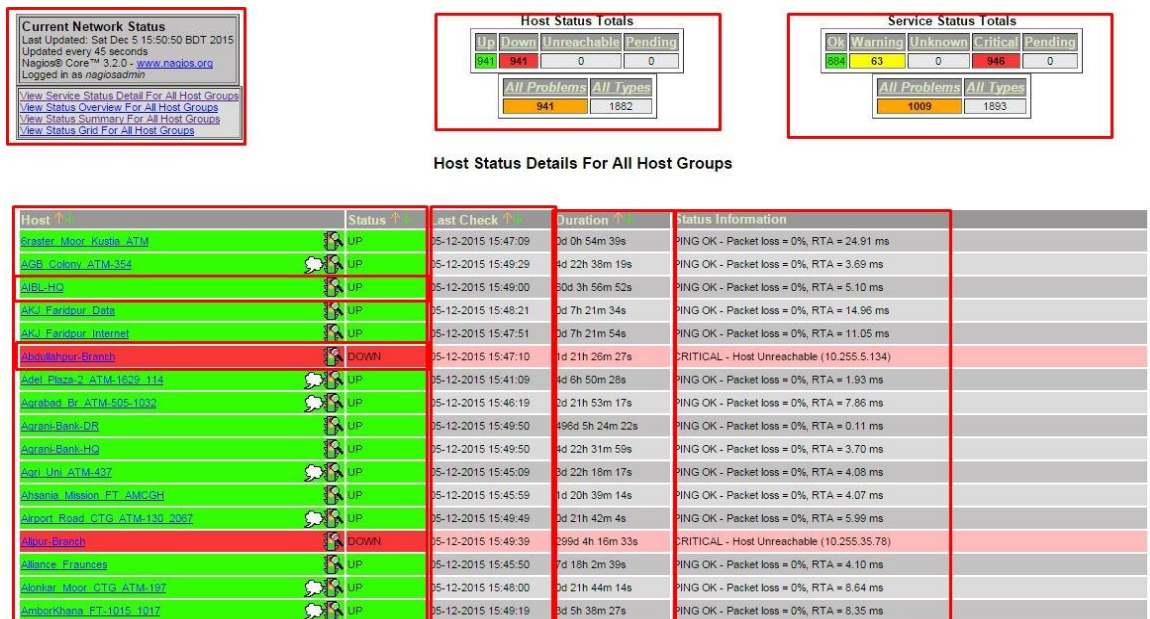 Current Network Status
Last Updated: Sat Dec 5 15:50:50 BDT 2015
Updated every 45 seconds
Nagios® Core™ 3.2.0 - www.nagios.org
Logged in as nagiosadmin
View Service Status Detail For All Host Groups
View Status Overview For All Host Groups
View Status Summary For All Host Groups
View Status Grid For All Host Groups
Host Status Totals
Up Down Unreachable Pending
941 941 0 0
All Problems All Types
941 1882
Service Status Totals
Ok Warning Unknown Critical Pending
884 63 0 946 0
All Problems All Types
1009 1893
Host Status Details For All Host Groups
Host Status Last Check Duration Status Information
6raster_Moor_Kustia_ATM UP 05-12-2015 15:47:09 0d 0h 54m 39s PING OK - Packet loss = 0%, RTA = 24.91 ms
AGB_Colony_ATM-354 UP 05-12-2015 15:49:29 4d 22h 38m 19s PING OK - Packet loss = 0%, RTA = 3.69 ms
AIBL-HQ UP 05-12-2015 15:49:00 60d 3h 56m 52s PING OK - Packet loss = 0%, RTA = 5.10 ms
AKJ_Faridpur_Data UP 05-12-2015 15:48:21 0d 7h 21m 34s PING OK - Packet loss = 0%, RTA = 14.96 ms
AKJ_Faridpur_Internet UP 05-12-2015 15:47:51 0d 7h 21m 54s PING OK - Packet loss = 0%, RTA = 11.05 ms
Abdullahpur-Branch DOWN 05-12-2015 15:47:10 1d 21h 26m 27s CRITICAL - Host Unreachable (10.255.5.134)
Adel_Plaza-2_ATM-1629_114 UP 05-12-2015 15:41:09 4d 6h 50m 28s PING OK - Packet loss = 0%, RTA = 1.93 ms
Agrabad_Br_ATM-505-1032 UP 05-12-2015 15:46:19 2d 21h 53m 17s PING OK - Packet loss = 0%, RTA = 7.86 ms
Agrani-Bank-DR UP 05-12-2015 15:49:50 496d 5h 24m 22s PING OK - Packet loss = 0%, RTA = 0.11 ms
Agrani-Bank-HQ UP 05-12-2015 15:49:50 4d 22h 31m 59s PING OK - Packet loss = 0%, RTA = 3.70 ms
Agri_Uni_ATM-437 UP 05-12-2015 15:45:09 3d 22h 18m 17s PING OK - Packet loss = 0%, RTA = 4.08 ms
Ahsania_Mission_FT_AMCGH UP 05-12-2015 15:45:59 1d 20h 39m 14s PING OK - Packet loss = 0%, RTA = 4.07 ms
Airport_Road_CTG_ATM-130_2067 UP 05-12-2015 15:49:49 0d 21h 42m 4s PING OK - Packet loss = 0%, RTA = 5.99 ms
Alipur-Branch DOWN 05-12-2015 15:49:39 299d 4h 16m 33s CRITICAL - Host Unreachable (10.255.35.78)
Alliance_Fraunces UP 05-12-2015 15:45:50 7d 18h 2m 39s PING OK - Packet loss = 0%, RTA = 4.10 ms
Alonkar_Moor_CTG_ATM-197 UP 05-12-2015 15:48:00 0d 21h 44m 14s PING OK - Packet loss = 0%, RTA = 8.64 ms
AmborKhana_FT-1015_1017 UP 05-12-2015 15:49:19 3d 5h 38m 27s PING OK - Packet loss = 0%, RTA = 8.35 ms